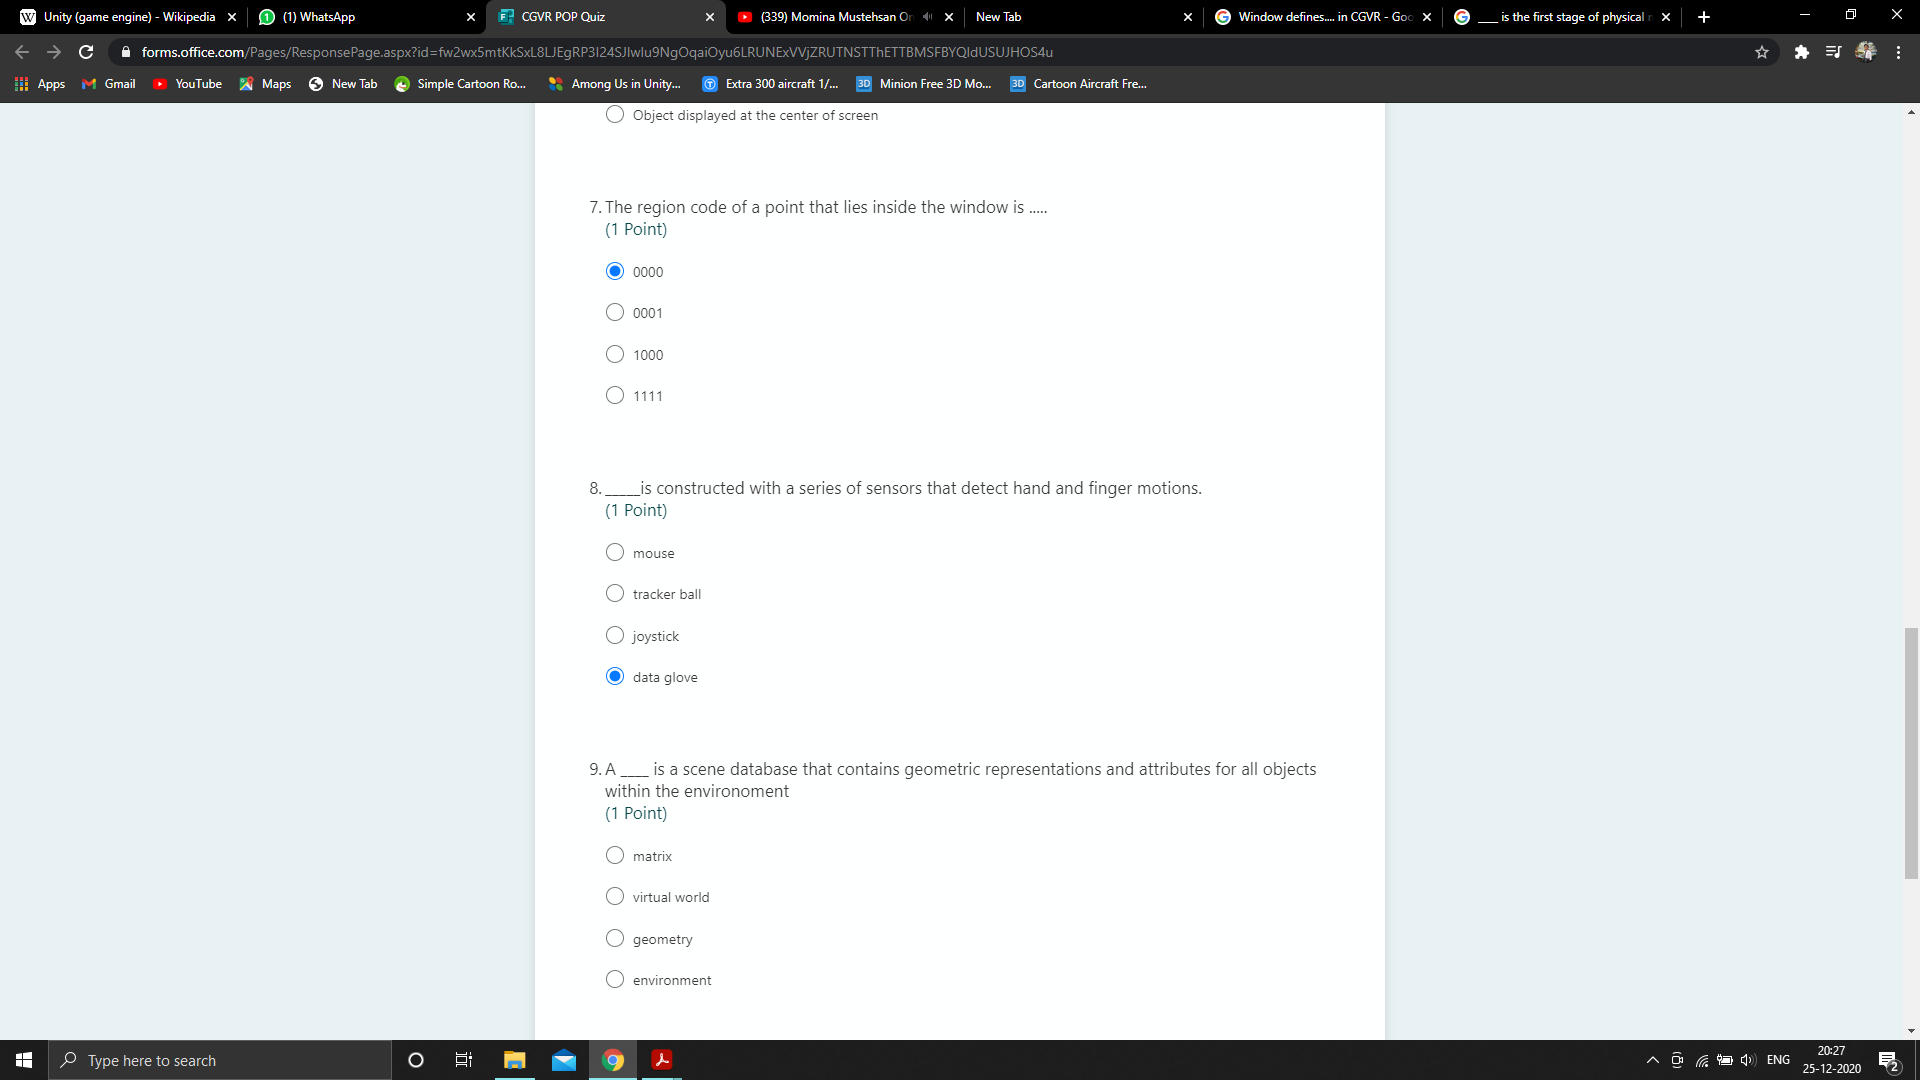 Unity (game engine) - Wikipedia
(1) WhatsApp
CGVR POP Quiz
(339) Momina Mustehsan On
New Tab
Window defines.... in CGVR - Goo
____ is the first stage of physical
forms.office.com/Pages/ResponsePage.aspx?id=fw2wx5mtKkSxL8LJEgRP3I24SJlwlu9NgOqaiOyu6LRUNExVVjZRUTNSTThETTBMSFBYQldUSUJHOS4u
Apps Gmail YouTube Maps New Tab Simple Cartoon Ro... Among Us in Unity... Extra 300 aircraft 1/... Minion Free 3D Mo... Cartoon Aircraft Fre...
Object displayed at the center of screen
7. The region code of a point that lies inside the window is .....
(1 Point)
0000
0001
1000
1111
8. _____is constructed with a series of sensors that detect hand and finger motions.
(1 Point)
mouse
tracker ball
joystick
data glove
9. A ____ is a scene database that contains geometric representations and attributes for all objects
within the environoment
(1 Point)
matrix
virtual world
geometry
environment
Type here to search
ENG
20:27
25-12-2020
2